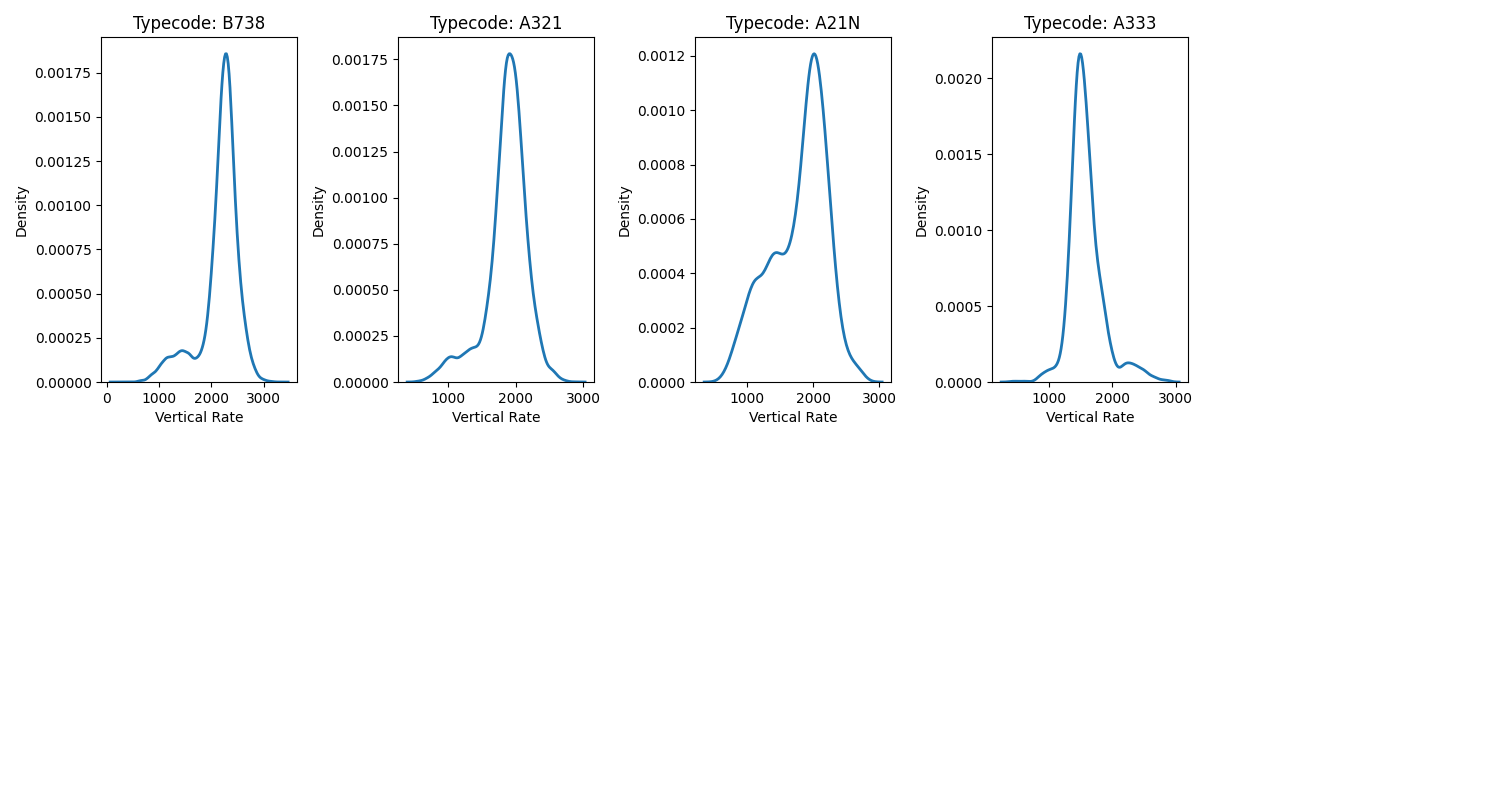 Typecode: B738
Density
0.00175
0.00150
0.00125
0.00100
0.00075
0.00050
0.00025
0.00000
0 1000 2000 3000
Vertical Rate
Typecode: A321
Density
0.00175
0.00150
0.00125
0.00100
0.00075
0.00050
0.00025
0.00000
1000 2000 3000
Vertical Rate
Typecode: A21N
Density
0.0012
0.0010
0.0008
0.0006
0.0004
0.0002
0.0000
1000 2000 3000
Vertical Rate
Typecode: A333
Density
0.0020
0.0015
0.0010
0.0005
0.0000
1000 2000 3000
Vertical Rate